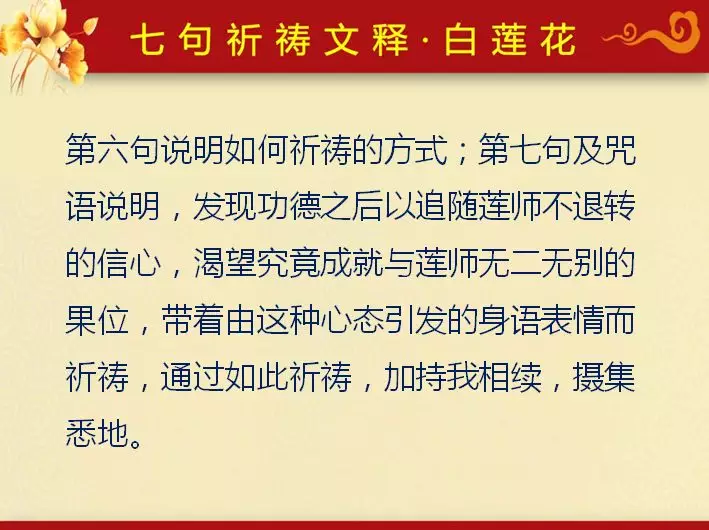 七句祈祷文释·白莲花
第六句说明如何祈祷的方式；第七句及咒
语说明，发现功德之后以追随莲师不退转
的信心，渴望究竟成就与莲师无二无别的
果位，带着由这种心态引发的身语表情而
祈祷，通过如此祈祷，加持我相续，摄集
悉地。